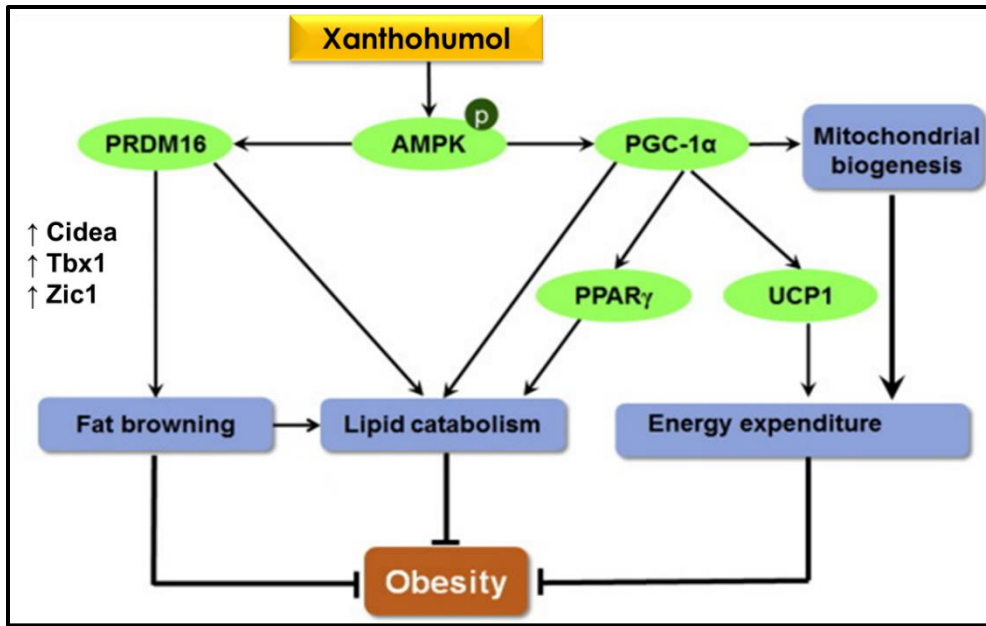 Xanthohumol
p
PRDM16
AMPK
PGC-1α
Mitochondrial
biogenesis
↑ Cidea
↑ Tbx1
↑ Zic1
PPARγ
UCP1
Fat browning
Lipid catabolism
Energy expenditure
Obesity